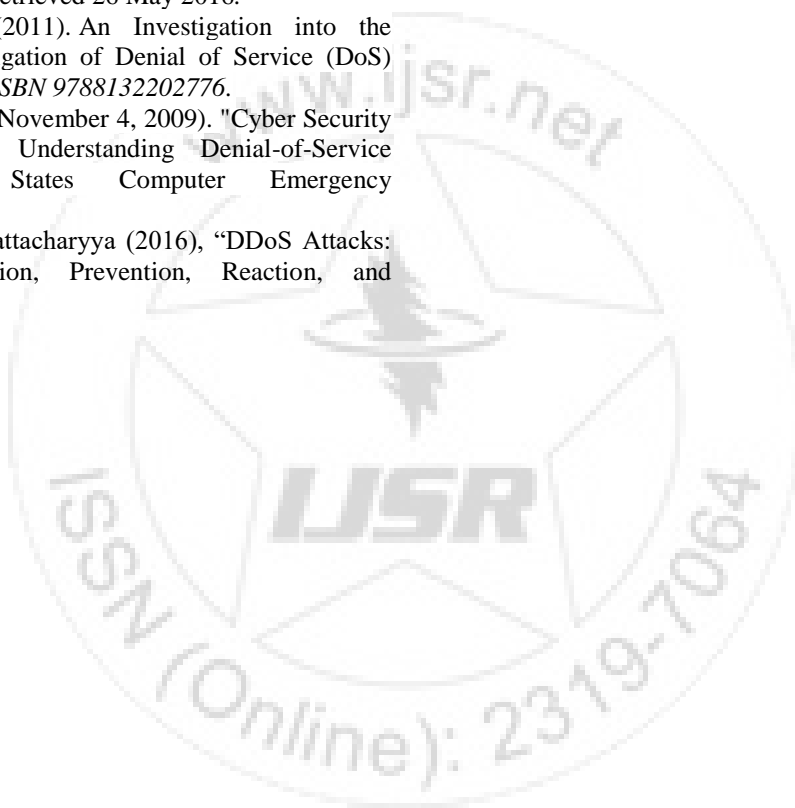 etrieved 28 May 2016.
(2011). An Investigation into the
igation of Denial of Service (DoS)
SBN 9788132202776.
November 4, 2009). "Cyber Security
Understanding Denial-of-Service
States Computer Emergency
attacharyya (2016), “DDoS Attacks:
ion, Prevention, Reaction, and
www.ijsr.net
IJSR
ISSN (Online): 2319-7064